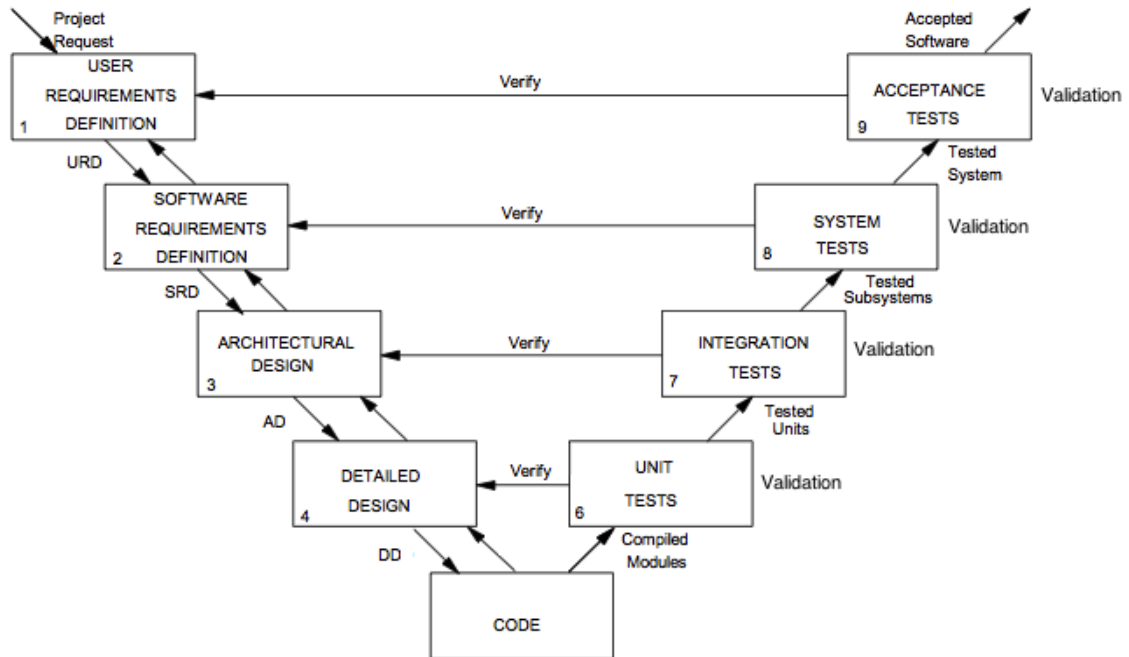 Project
Request
Accepted
Software
USER
REQUIREMENTS
DEFINITION
1
Verify
ACCEPTANCE
TESTS
9
Validation
URD
Tested
System
SOFTWARE
REQUIREMENTS
DEFINITION
2
Verify
SYSTEM
TESTS
8
Validation
SRD
Tested
Subsystems
ARCHITECTURAL
DESIGN
3
Verify
INTEGRATION
TESTS
7
Validation
AD
Tested
Units
DETAILED
DESIGN
4
Verify
UNIT
TESTS
6
Validation
DD
Compiled
Modules
CODE